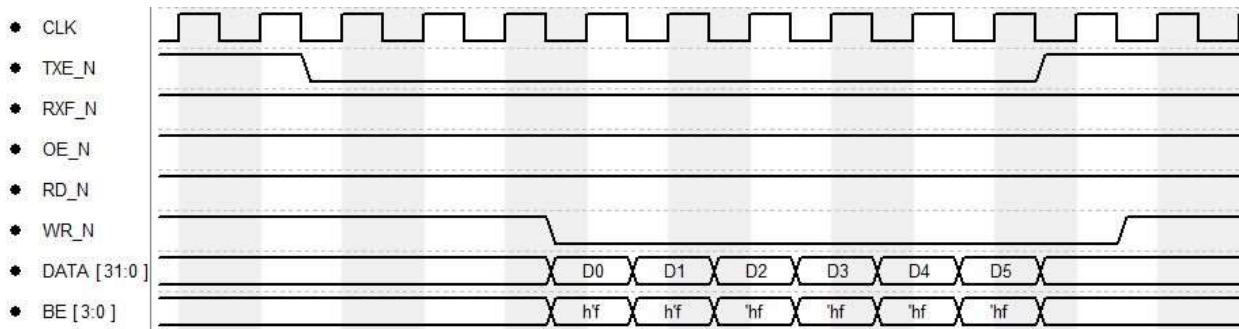 CLK
TXE_N
RXF_N
OE_N
RD_N
WR_N
DATA [31:0] D0 D1 D2 D3 D4 D5
BE [3:0] h'f h'f 'hf 'hf 'hf 'hf